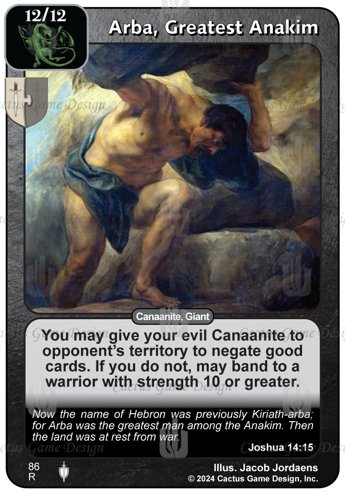 12/12
Arba, Greatest Anakim
Cactus Game Design
Canaanite, Giant
You may give your evil Canaanite to
opponent's territory to negate good
cards. If you do not, may band to a
warrior with strength 10 or greater.
Now the name of Hebron was previously Kiriath-arba;
for Arba was the greatest man among the Anakim. Then
the land was at rest from war.
Joshua 14:15
86
R
Illus. Jacob Jordaens
© 2024 Cactus Game Design, Inc.